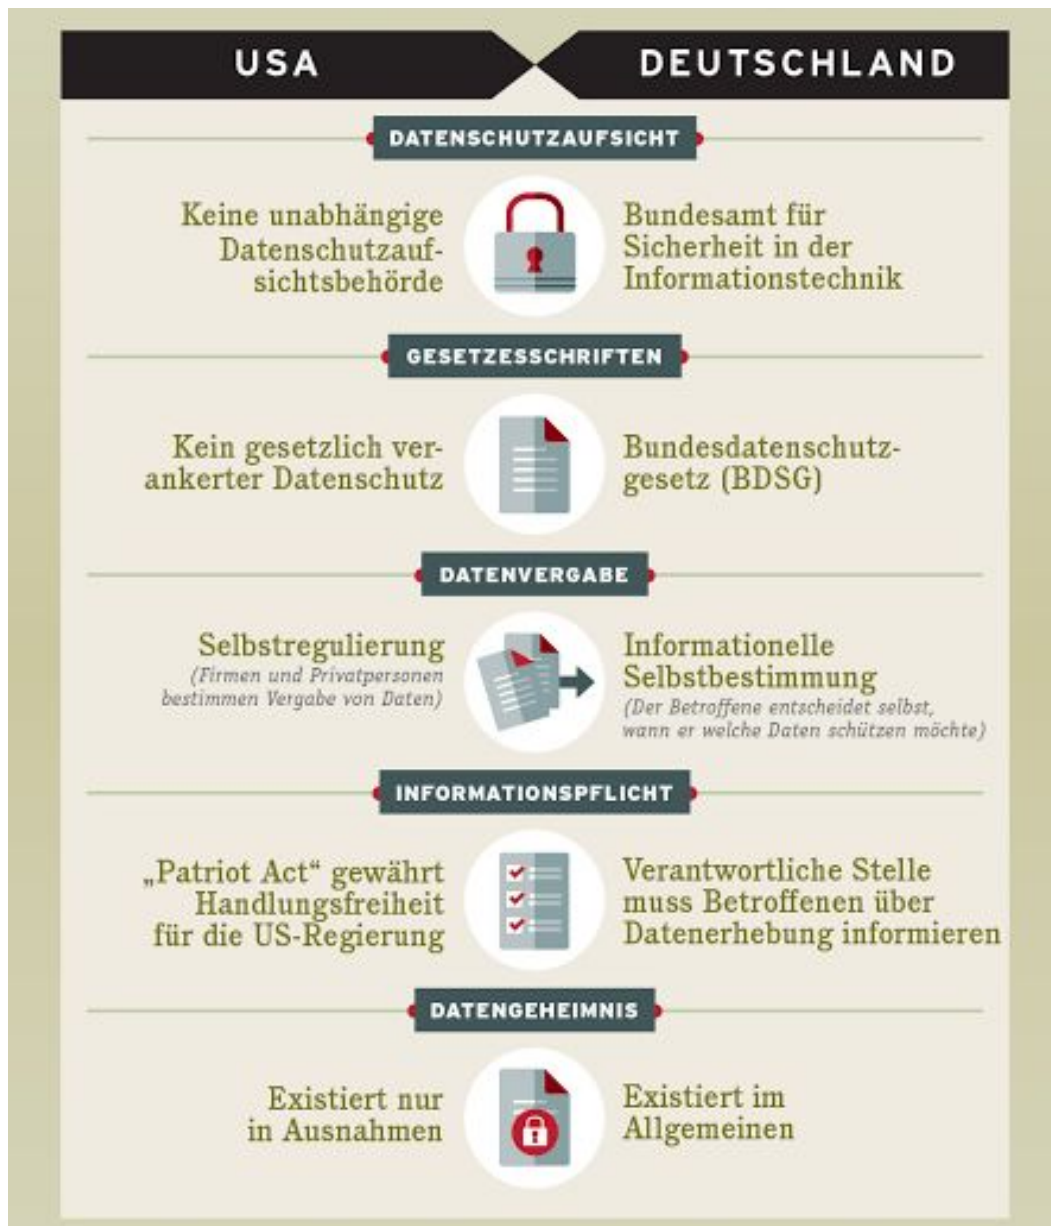 USA
DEUTSCHLAND
DATENSCHUTZAUFSICHT
Keine unabhängige
Datenschutzauf-
sichtsbehörde
Bundesamt für
Sicherheit in der
Informationstechnik
GESETZESSCHRIFTEN
Kein gesetzlich ver-
ankerter Datenschutz
Bundesdatenschutz-
gesetz (BDSG)
DATENVERGABE
Selbstregulierung
(Firmen und Privatpersonen
bestimmen Vergabe von Daten)
Informationelle
Selbstbestimmung
(Der Betroffene entscheidet selbst,
wann er welche Daten schützen möchte)
INFORMATIONSPFLICHT
„Patriot Act“ gewährt
Handlungsfreiheit
für die US-Regierung
Verantwortliche Stelle
muss Betroffenen über
Datenerhebung informieren
DATENGEHEIMNIS
Existiert nur
in Ausnahmen
Existiert im
Allgemeinen